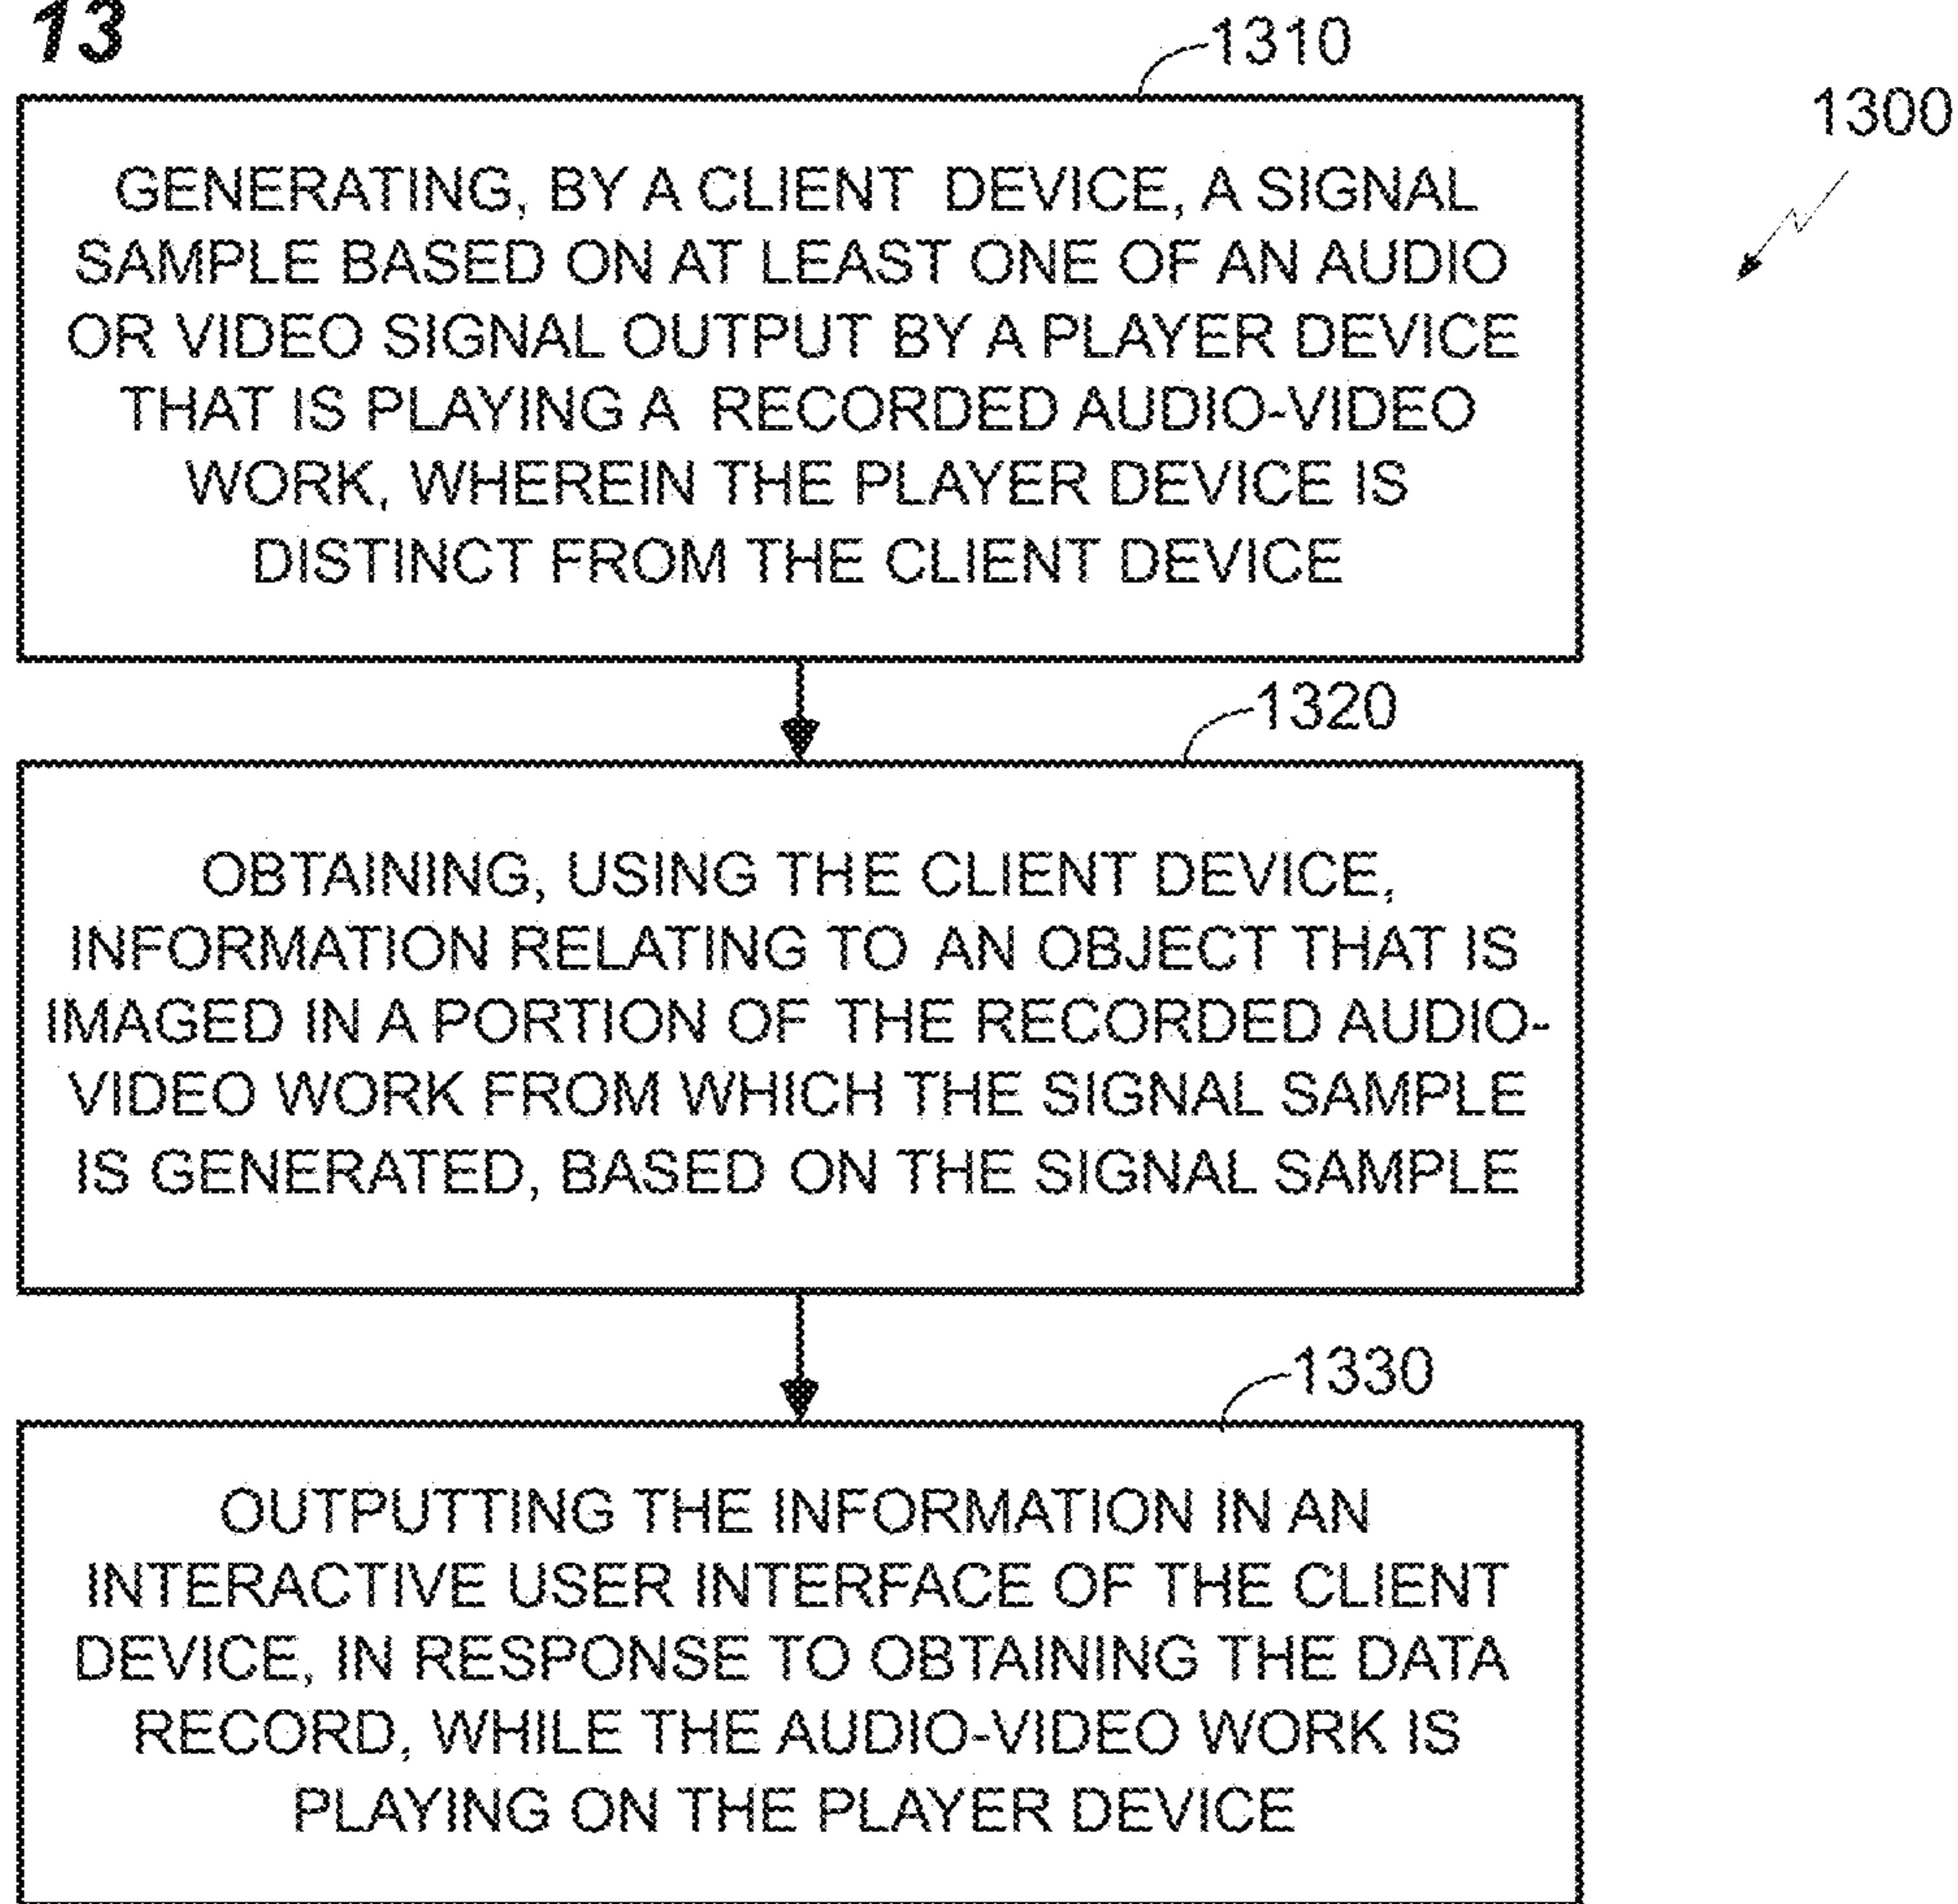 13
1310
1300
GENERATING, BY A CLIENT DEVICE, A SIGNAL
SAMPLE BASED ON AT LEAST ONE OF AN AUDIO
OR VIDEO SIGNAL OUTPUT BY A PLAYER DEVICE
THAT IS PLAYING A RECORDED AUDIO-VIDEO
WORK, WHEREIN THE PLAYER DEVICE IS
DISTINCT FROM THE CLIENT DEVICE
1320
OBTAINING, USING THE CLIENT DEVICE,
INFORMATION RELATING TO AN OBJECT THAT IS
IMAGED IN A PORTION OF THE RECORDED AUDIO-
VIDEO WORK FROM WHICH THE SIGNAL SAMPLE
IS GENERATED, BASED ON THE SIGNAL SAMPLE
1330
OUTPUTTING THE INFORMATION IN AN
INTERACTIVE USER INTERFACE OF THE CLIENT
DEVICE, IN RESPONSE TO OBTAINING THE DATA
RECORD, WHILE THE AUDIO-VIDEO WORK IS
PLAYING ON THE PLAYER DEVICE